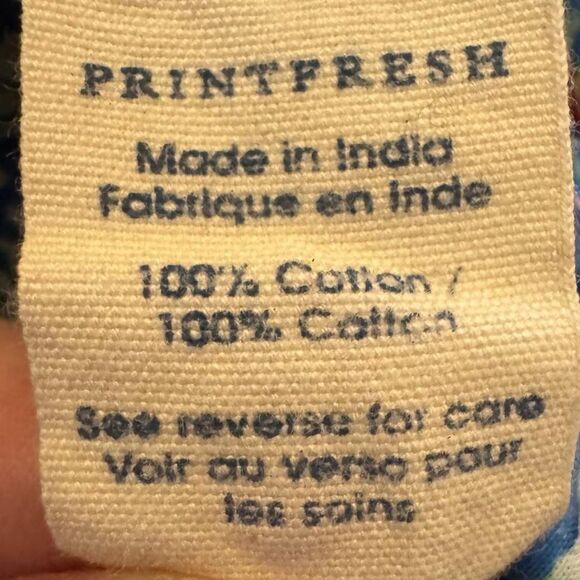 PRINTFRESH
Made in India
Fabrique en Inde
100% Cotton /
100% Cotton
See reverse for care
Voir au verso pour
les soins